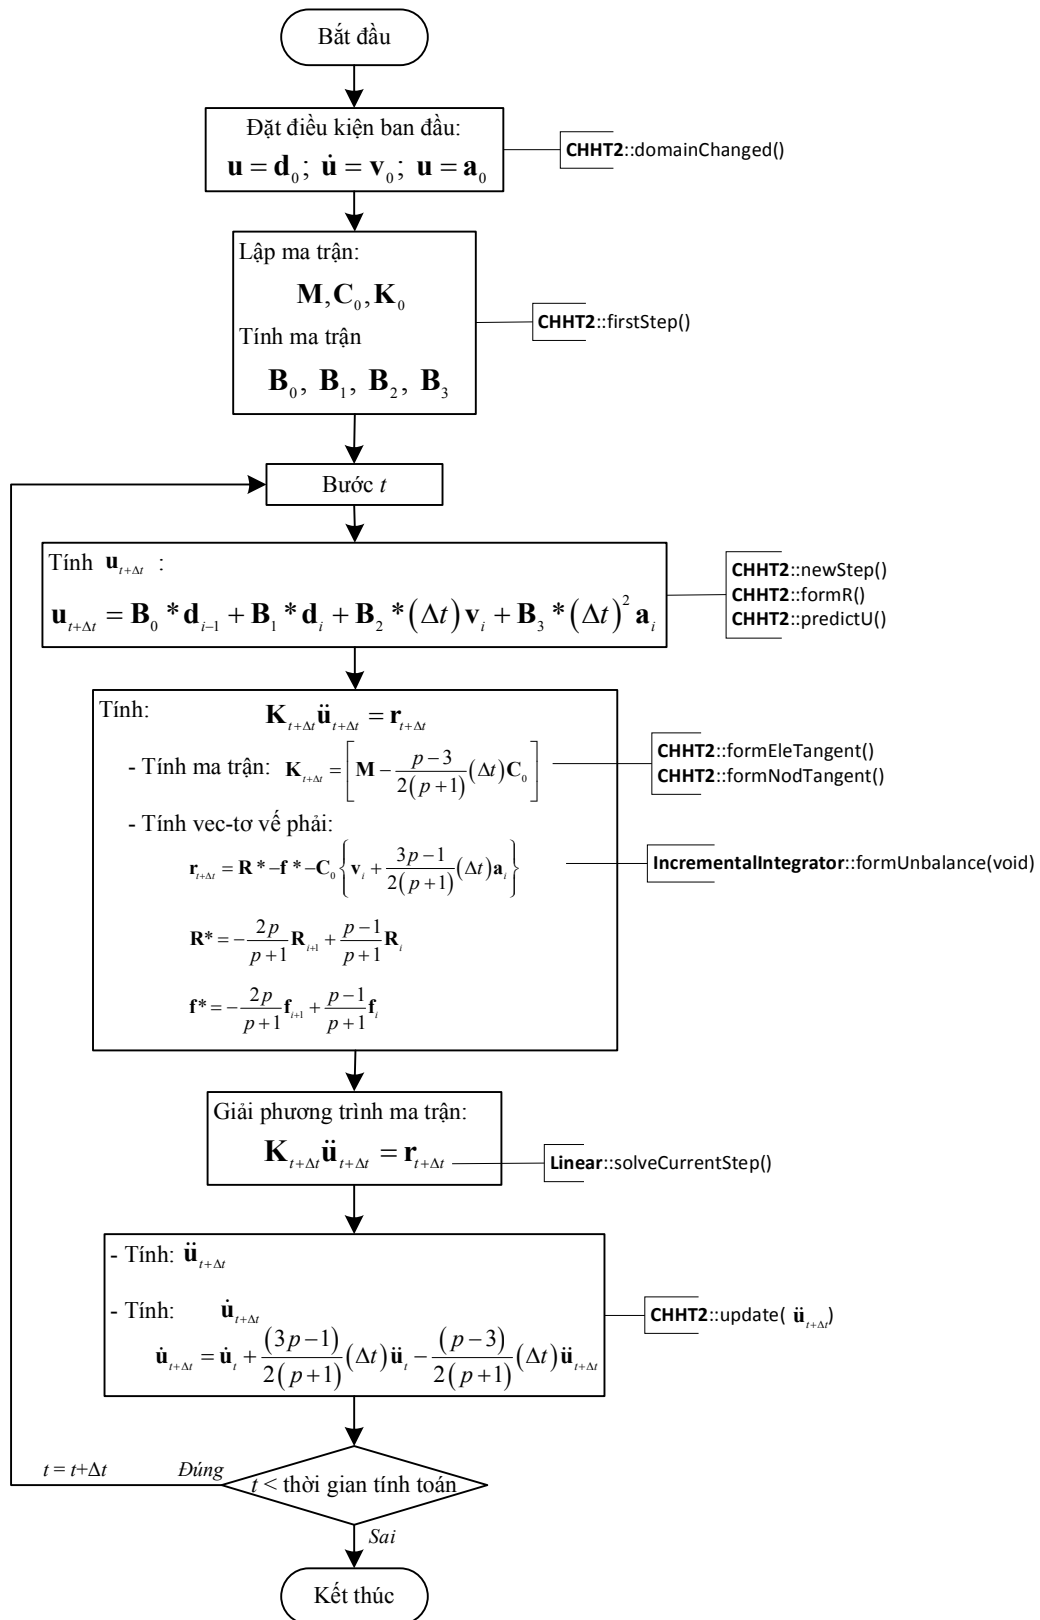 Bắt đầu
Đặt điều kiện ban đầu:
u = d₀; u̇ = v₀; u = a₀
CHHT2::domainChanged()
Lập ma trận:
M, C₀, K₀
Tính ma trận
B₀, B₁, B₂, B₃
CHHT2::firstStep()
Bước t
Tính u_{t+Δt} :
u_{t+Δt} = B₀ * d_{i−1} + B₁ * d_i + B₂ * (Δt) v_i + B₃ * (Δt)² a_i
CHHT2::newStep()
CHHT2::formR()
CHHT2::predictU()
Tính: K_{t+Δt} ü_{t+Δt} = r_{t+Δt}
- Tính ma trận: K_{t+Δt} = [M − (p−3)/(2(p+1)) (Δt) C₀]
CHHT2::formEleTangent()
CHHT2::formNodTangent()
- Tính vec-tơ vế phải:
r_{t+Δt} = R * −f * −C₀ {v_i + (3p−1)/(2(p+1)) (Δt) a_i}
IncrementalIntegrator::formUnbalance(void)
R* = − 2p/(p+1) R_{i+1} + (p−1)/(p+1) R_i
f* = − 2p/(p+1) f_{i+1} + (p−1)/(p+1) f_i
Giải phương trình ma trận:
K_{t+Δt} ü_{t+Δt} = r_{t+Δt}
Linear::solveCurrentStep()
- Tính: ü_{t+Δt}
- Tính: u̇_{t+Δt}
u̇_{t+Δt} = u̇_t + (3p−1)/(2(p+1)) (Δt) ü_t − (p−3)/(2(p+1)) (Δt) ü_{t+Δt}
CHHT2::update( ü_{t+Δt})
t = t+Δt Đúng
t < thời gian tính toán
Sai
Kết thúc